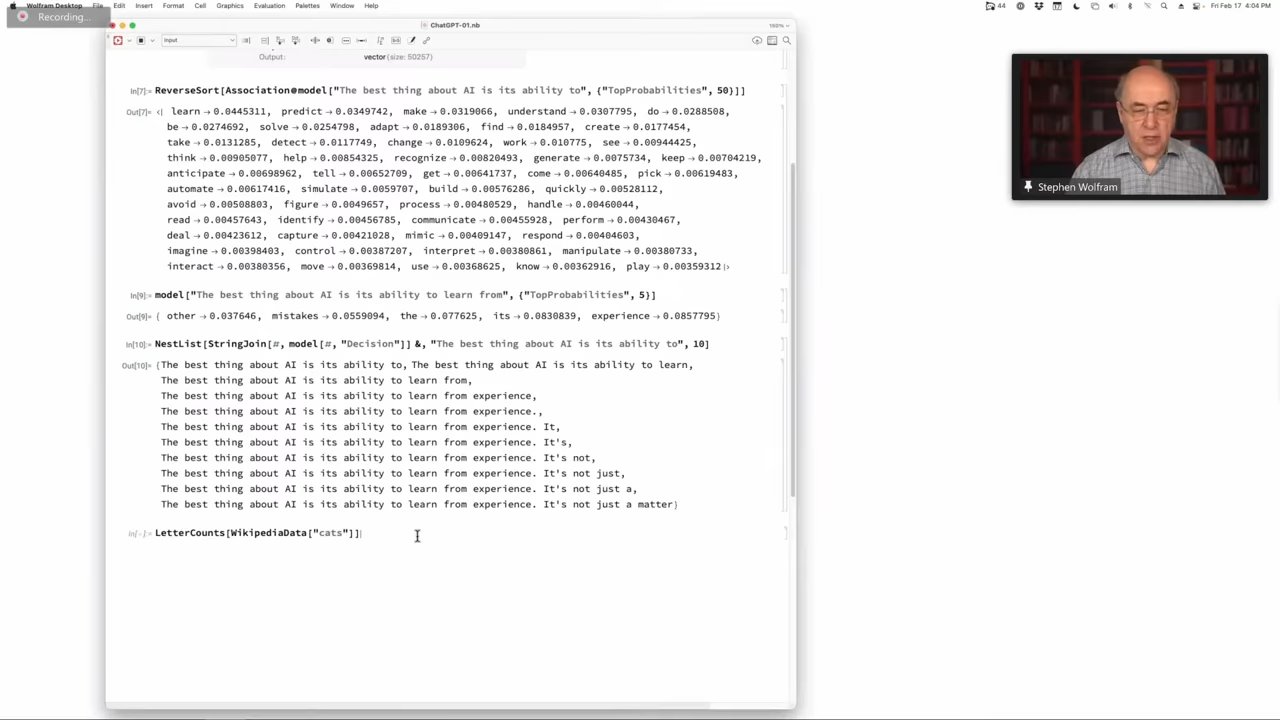 Wolfram Desktop File Edit Insert Format Cell Graphics Evaluation Palettes Window Help 44 Fri Feb 17 4:04 PM
Recording...
ChatGPT-01.nb
150%
Input
Output: vector (size: 50257)
In[7]:= ReverseSort[Association@model["The best thing about AI is its ability to", {"TopProbabilities", 50}]]
Out[7]= <| learn → 0.0445311, predict → 0.0349742, make → 0.0319066, understand → 0.0307795, do → 0.0288508,
be → 0.0274692, solve → 0.0254798, adapt → 0.0189306, find → 0.0184957, create → 0.0177454,
take → 0.0131285, detect → 0.0117749, change → 0.0109624, work → 0.010775, see → 0.00944425,
think → 0.00905077, help → 0.00854325, recognize → 0.00820493, generate → 0.0075734, keep → 0.00704219,
anticipate → 0.00698962, tell → 0.00652709, get → 0.00641737, come → 0.00640485, pick → 0.00619483,
automate → 0.00617416, simulate → 0.0059707, build → 0.00576286, quickly → 0.00528112,
avoid → 0.00508803, figure → 0.0049657, process → 0.00480529, handle → 0.00460044,
read → 0.00457643, identify → 0.00456785, communicate → 0.00455928, perform → 0.00430467,
deal → 0.00423612, capture → 0.00421028, mimic → 0.00409147, respond → 0.00404603,
imagine → 0.00398403, control → 0.00387207, interpret → 0.00380861, manipulate → 0.00380733,
interact → 0.00380356, move → 0.00369814, use → 0.00368625, know → 0.00362916, play → 0.00359312 |>
In[9]:= model["The best thing about AI is its ability to learn from", {"TopProbabilities", 5}]
Out[9]= { other → 0.037646, mistakes → 0.0559094, the → 0.077625, its → 0.0830839, experience → 0.0857795}
In[10]:= NestList[StringJoin[#, model[#, "Decision"]] &, "The best thing about AI is its ability to", 10]
Out[10]= {The best thing about AI is its ability to, The best thing about AI is its ability to learn,
The best thing about AI is its ability to learn from,
The best thing about AI is its ability to learn from experience,
The best thing about AI is its ability to learn from experience.,
The best thing about AI is its ability to learn from experience. It,
The best thing about AI is its ability to learn from experience. It's,
The best thing about AI is its ability to learn from experience. It's not,
The best thing about AI is its ability to learn from experience. It's not just,
The best thing about AI is its ability to learn from experience. It's not just a,
The best thing about AI is its ability to learn from experience. It's not just a matter}
In[·]:= LetterCounts[WikipediaData["cats"]]
Stephen Wolfram